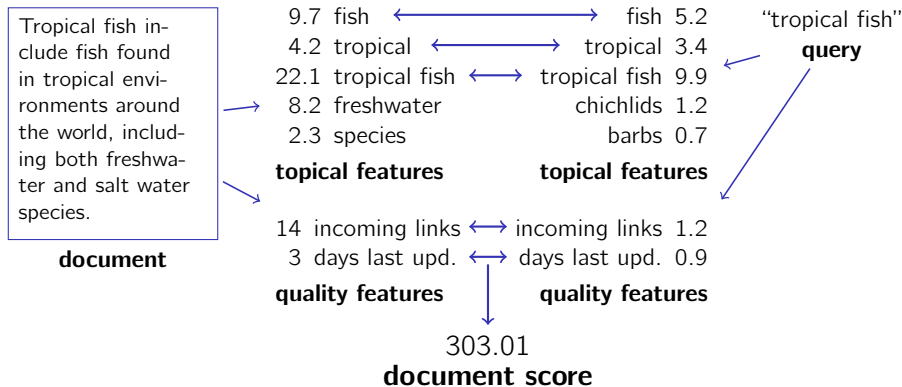 Tropical fish in-
clude fish found
in tropical envi-
ronments around
the world, includ-
ing both freshwa-
ter and salt water
species.
document
9.7 fish
4.2 tropical
22.1 tropical fish
8.2 freshwater
2.3 species
topical features
fish 5.2
tropical 3.4
tropical fish 9.9
chichlids 1.2
barbs 0.7
topical features
“tropical fish”
query
14 incoming links
3 days last upd.
quality features
incoming links 1.2
days last upd. 0.9
quality features
303.01
document score